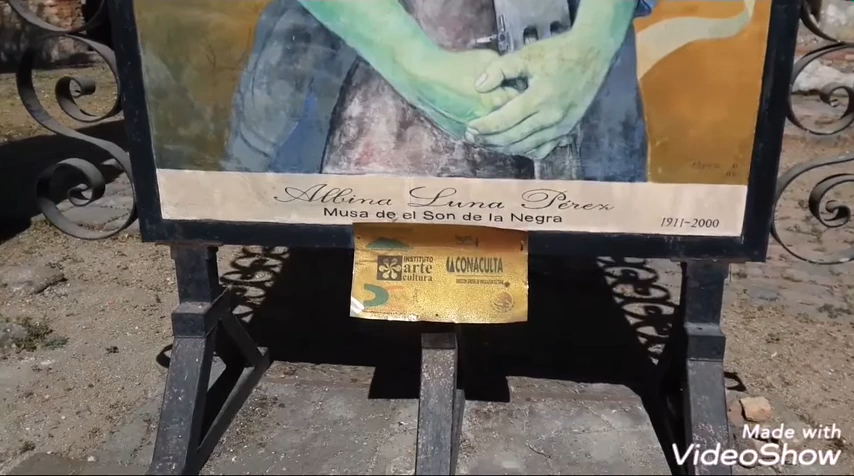 Albina Luna Pérez
Musa de el Son de la Negra
1911-2000
INSTITUTO
arte
cultura
CONACULTA
Made with
VideoShow